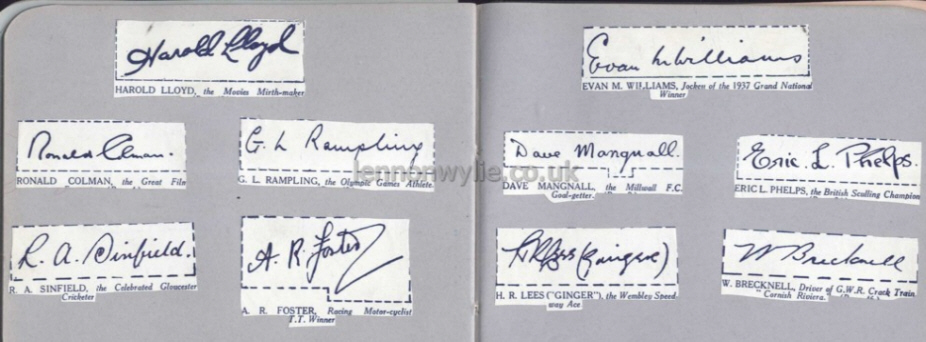 Harold Lloyd
HAROLD LLOYD, the Movies Mirth-maker
Ronald Colman.
RONALD COLMAN, the Great Film
G. L. Rampling
G. L. RAMPLING, the Olympic Games Athlete.
R. A. Sinfield.
R. A. SINFIELD, the Celebrated Gloucester
Cricketer
A. R. Foster
A. R. FOSTER, Racing Motor-cyclist
T.T. Winner
Evan Williams
EVAN M. WILLIAMS, Jockey of the 1937 Grand National
Winner
Dave Mangnall.
DAVE MANGNALL, the Millwall F.C.
Goal-getter.
Eric. L. Phelps.
ERIC L. PHELPS, the British Sculling Champion
H R Lees (Ginger)
H. R. LEES ("GINGER"), the Wembley Speed
way Ace
W Brecknell
W. BRECKNELL, Driver of G.W.R. Crack Train
"Cornish Riviera.
lennonwylie.co.uk